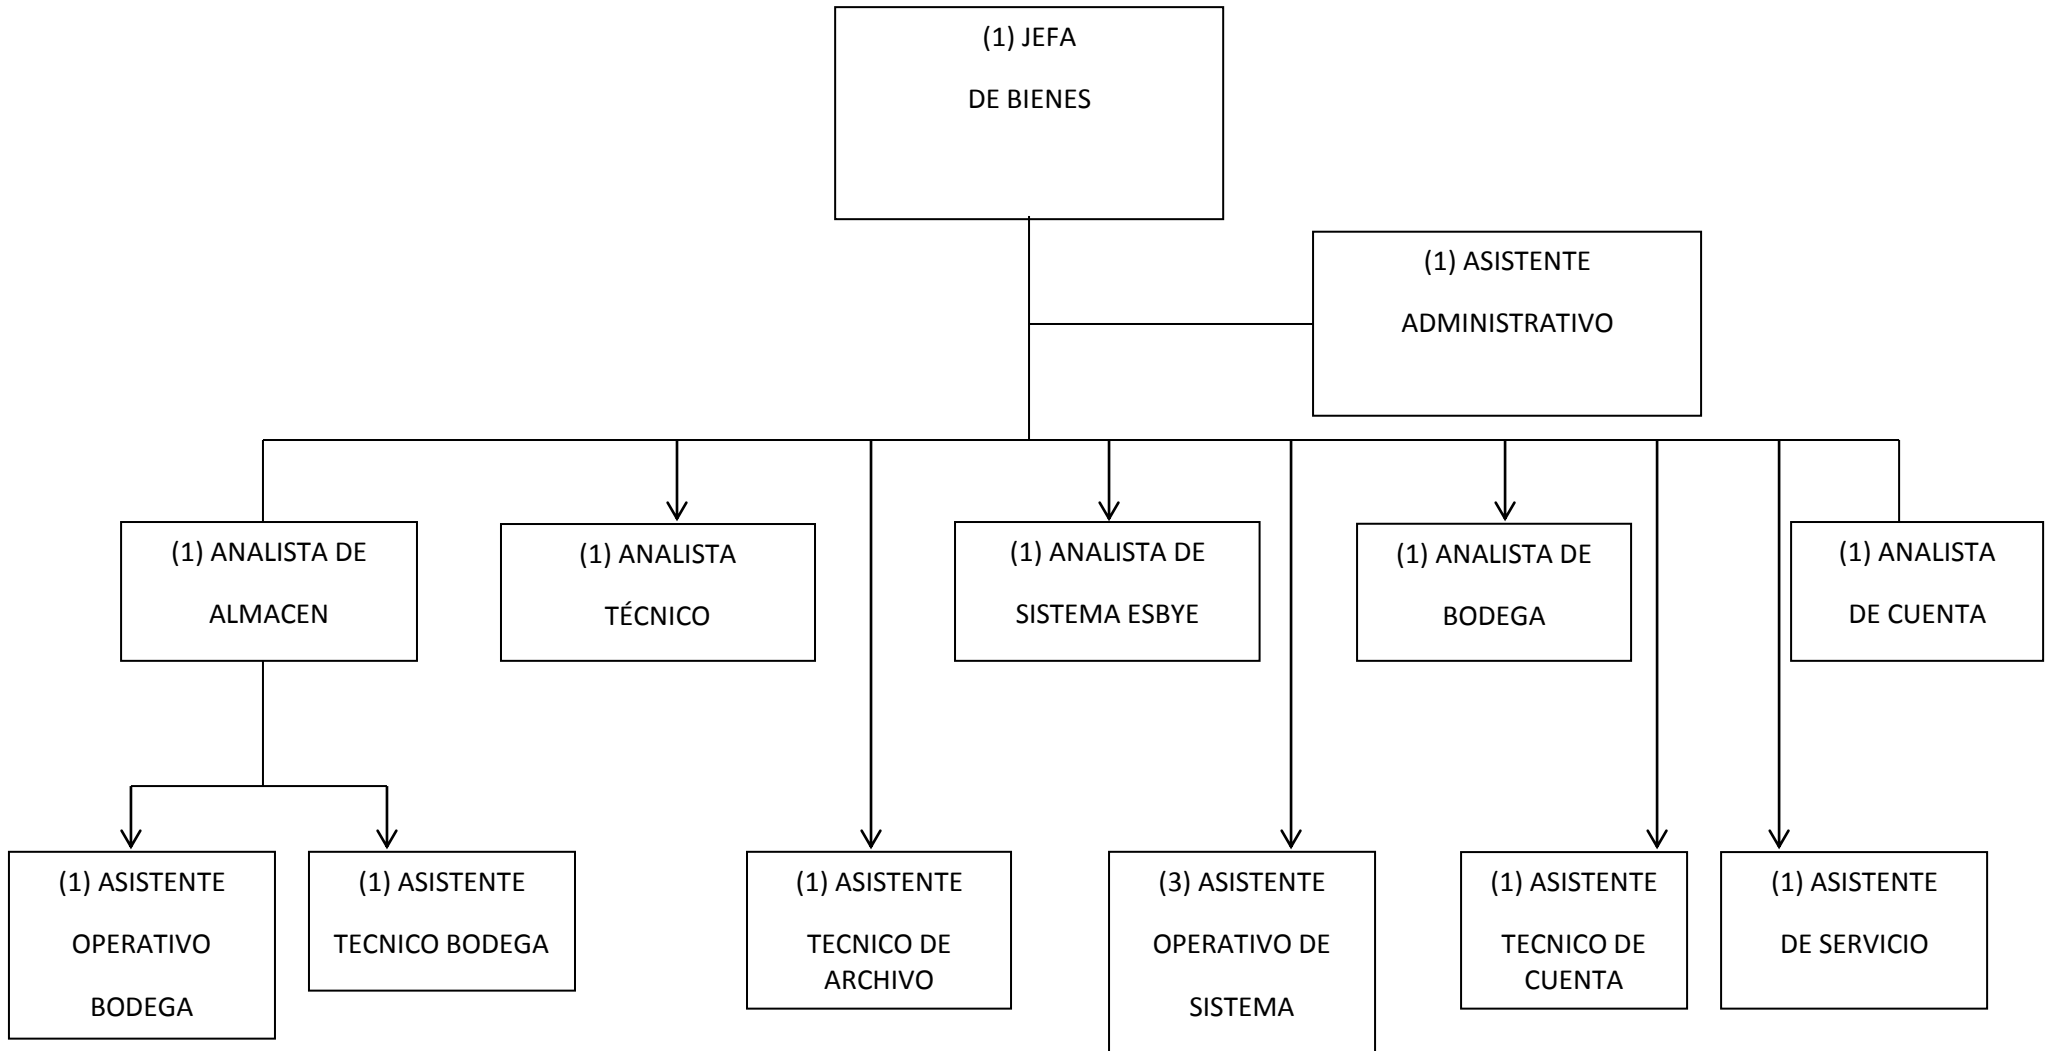 (1) JEFA
DE BIENES
(1) ASISTENTE
ADMINISTRATIVO
(1) ANALISTA DE
ALMACEN
(1) ANALISTA
TÉCNICO
(1) ANALISTA DE
SISTEMA ESBYE
(1) ANALISTA DE
BODEGA
(1) ANALISTA
DE CUENTA
(1) ASISTENTE
OPERATIVO
BODEGA
(1) ASISTENTE
TECNICO BODEGA
(1) ASISTENTE
TECNICO DE
ARCHIVO
(3) ASISTENTE
OPERATIVO DE
SISTEMA
(1) ASISTENTE
TECNICO DE
CUENTA
(1) ASISTENTE
DE SERVICIO